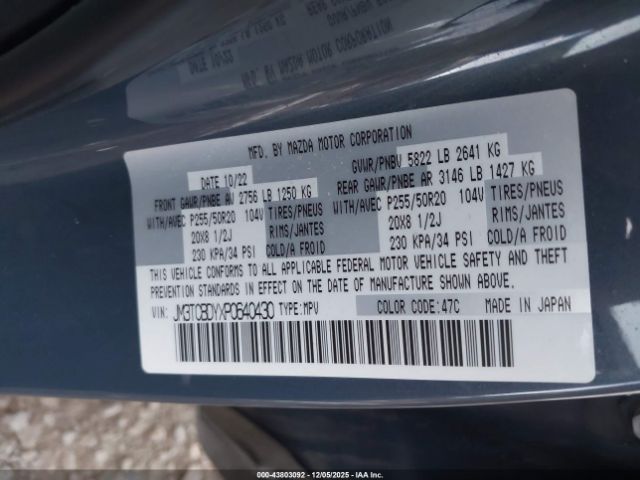 MFD. BY MAZDA MOTOR CORPORATION
DATE 10/22 GVWR/PNBV 5822 LB 2641 KG
FRONT GAWR/PNBE AV 2756 LB 1250 KG REAR GAWR/PNBE AR 3146 LB 1427 KG
WITH/AVEC P255/50R20 104V TIRES/PNEUS WITH/AVEC P255/50R20 104V TIRES/PNEUS
20X8 1/2J RIMS/JANTES 20X8 1/2J RIMS/JANTES
230 KPA/34 PSI COLD/A FROID 230 KPA/34 PSI COLD/A FROID
THIS VEHICLE CONFORMS TO ALL APPLICABLE FEDERAL MOTOR VEHICLE SAFETY AND THEFT
PREVENTION STANDARDS IN EFFECT ON THE DATE OF MANUFACTURE SHOWN ABOVE.
VIN: JM3TCBDYXP0640430 TYPE:MPV COLOR CODE:47C MADE IN JAPAN
© IAA-43803092 - 12/05/2025 - IAAI.com